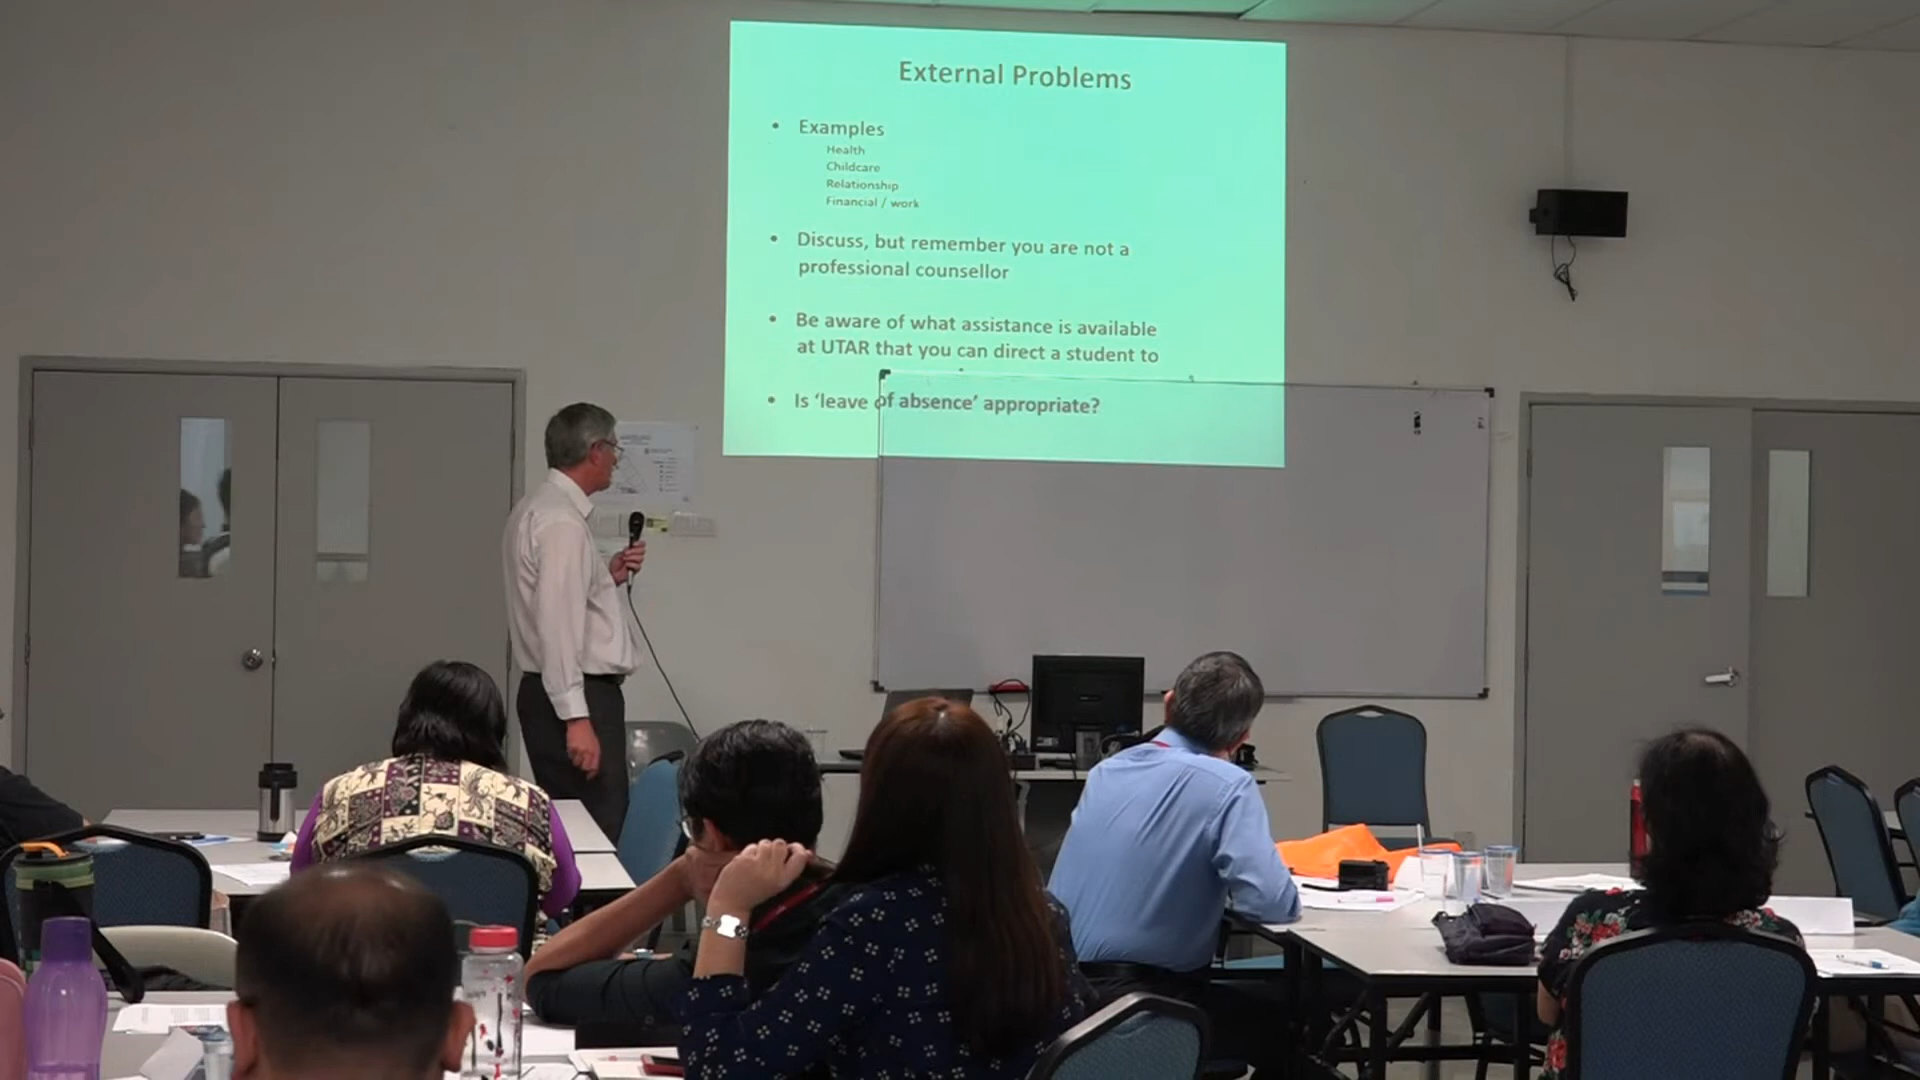 External Problems
• Examples
Health
Childcare
Relationship
Financial / work
• Discuss, but remember you are not a
professional counsellor
• Be aware of what assistance is available
at UTAR that you can direct a student to
• Is ‘leave of absence’ appropriate?